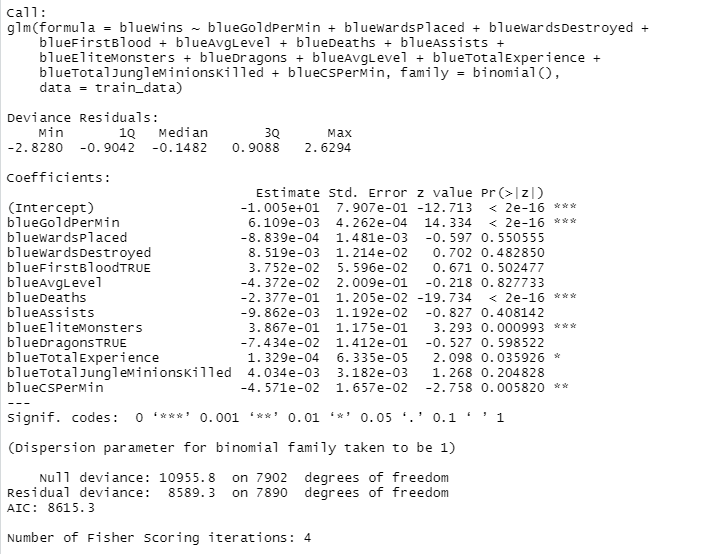 Call:
glm(formula = blueWins ~ blueGoldPerMin + blueWardsPlaced + blueWardsDestroyed +
    blueFirstBlood + blueAvgLevel + blueDeaths + blueAssists +
    blueEliteMonsters + blueDragons + blueAvgLevel + blueTotalExperience +
    blueTotalJungleMinionsKilled + blueCSPerMin, family = binomial(),
    data = train_data)

Deviance Residuals:
    Min       1Q   Median       3Q      Max
-2.8280  -0.9042  -0.1482   0.9088   2.6294

Coefficients:
                               Estimate Std. Error z value Pr(>|z|)
(Intercept)                  -1.005e+01  7.907e-01 -12.713  < 2e-16 ***
blueGoldPerMin                6.109e-03  4.262e-04  14.334  < 2e-16 ***
blueWardsPlaced              -8.839e-04  1.481e-03  -0.597 0.550555
blueWardsDestroyed            8.519e-03  1.214e-02   0.702 0.482850
blueFirstBloodTRUE            3.752e-02  5.596e-02   0.671 0.502477
blueAvgLevel                 -4.372e-02  2.009e-01  -0.218 0.827733
blueDeaths                   -2.377e-01  1.205e-02 -19.734  < 2e-16 ***
blueAssists                  -9.862e-03  1.192e-02  -0.827 0.408142
blueEliteMonsters             3.867e-01  1.175e-01   3.293 0.000993 ***
blueDragonsTRUE              -7.434e-02  1.412e-01  -0.527 0.598522
blueTotalExperience           1.329e-04  6.335e-05   2.098 0.035926 *
blueTotalJungleMinionsKilled  4.034e-03  3.182e-03   1.268 0.204828
blueCSPerMin                 -4.571e-02  1.657e-02  -2.758 0.005820 **
---
Signif. codes:  0 ‘***’ 0.001 ‘**’ 0.01 ‘*’ 0.05 ‘.’ 0.1 ‘ ’ 1

(Dispersion parameter for binomial family taken to be 1)

    Null deviance: 10955.8  on 7902  degrees of freedom
Residual deviance:  8589.3  on 7890  degrees of freedom
AIC: 8615.3

Number of Fisher Scoring iterations: 4